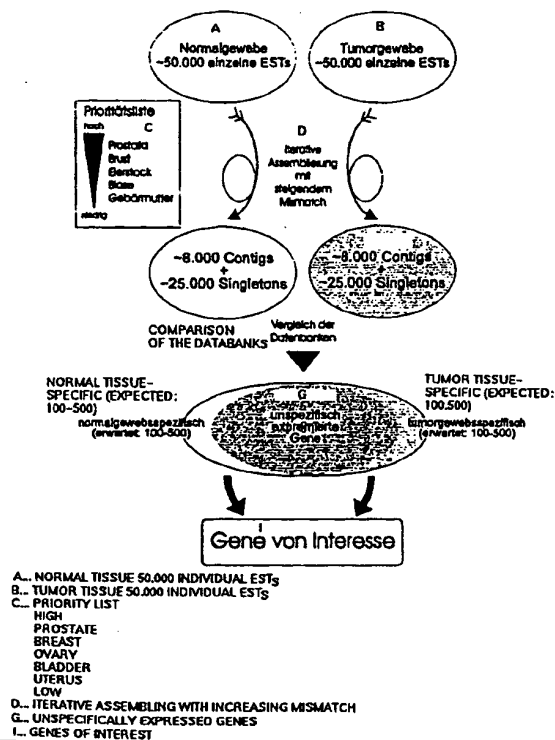 A
Normalgewebe
~50.000 einzelne ESTs
B
Tumorgewebe
~50.000 einzelne ESTs
Prioritätsliste
hoch
C
Prostata
Brust
Eierstock
Blase
Gebärmutter
niedrig
D
Iterative
Assemblierung
mit
steigendem
Mismatch
~8.000 Contigs
+
~25.000 Singletons
~8.000 Contigs
+
~25.000 Singletons
COMPARISON
OF THE DATABANKS
Vergleich der
Datenbanken
NORMAL TISSUE-
SPECIFIC (EXPECTED:
100-500)
normalgewebsspezifisch
(erwartet: 100-500)
G
unspezifisch
exprimierte
Gene
TUMOR TISSUE-
SPECIFIC (EXPECTED:
100.500)
tumorgewebsspezifisch
(erwartet: 100-500)
I
Gene von Interesse
A... NORMAL TISSUE 50.000 INDIVIDUAL ESTs
B... TUMOR TISSUE 50.000 INDIVIDUAL ESTs
C... PRIORITY LIST
HIGH
PROSTATE
BREAST
OVARY
BLADDER
UTERUS
LOW
D... ITERATIVE ASSEMBLING WITH INCREASING MISMATCH
G... UNSPECIFICALLY EXPRESSED GENES
I... GENES OF INTEREST